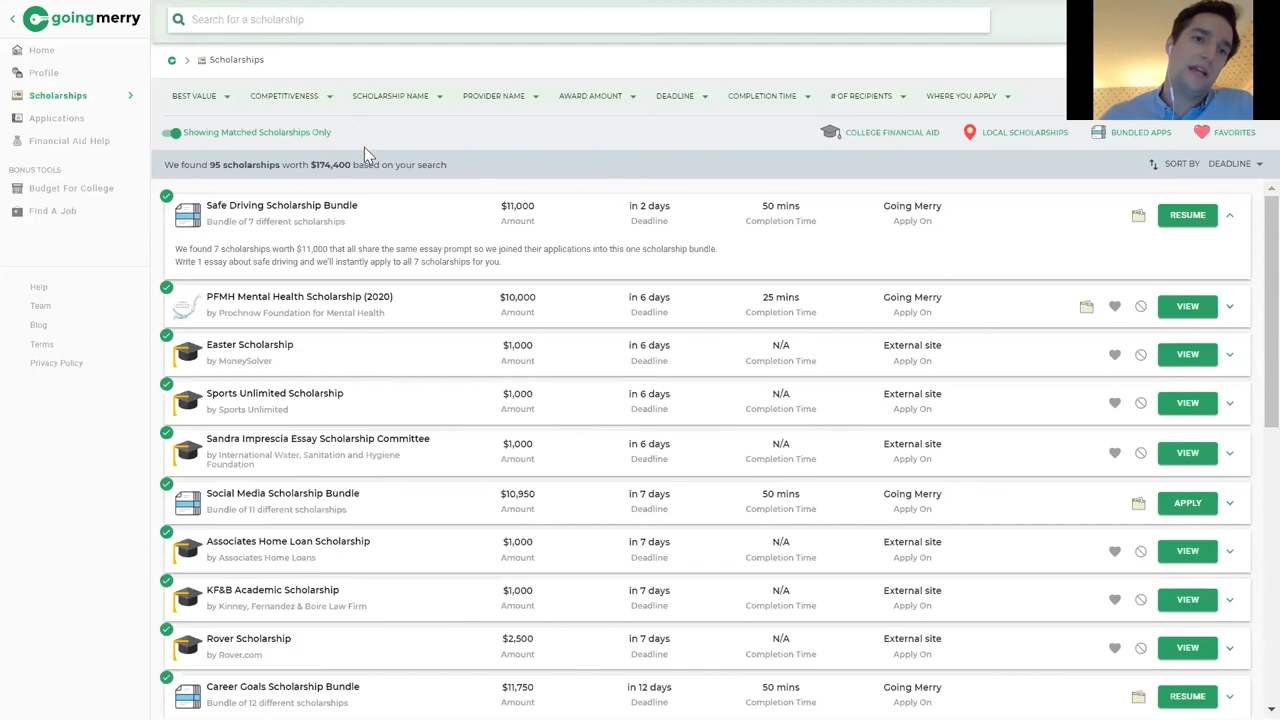 goingmerry
Search for a scholarship
Home
Profile
Scholarships
Applications
Financial Aid Help
BONUS TOOLS
Budget For College
Find A Job
Help
Team
Blog
Terms
Privacy Policy
Scholarships
BEST VALUE COMPETITIVENESS SCHOLARSHIP NAME PROVIDER NAME AWARD AMOUNT DEADLINE COMPLETION TIME # OF RECIPIENTS WHERE YOU APPLY
Showing Matched Scholarships Only COLLEGE FINANCIAL AID LOCAL SCHOLARSHIPS BUNDLED APPS FAVORITES
We found 95 scholarships worth $174,400 based on your search SORT BY DEADLINE
Safe Driving Scholarship Bundle $11,000 in 2 days 50 mins Going Merry RESUME
Bundle of 7 different scholarships Amount Deadline Completion Time Apply On
We found 7 scholarships worth $11,000 that all share the same essay prompt so we joined their applications into this one scholarship bundle.
Write 1 essay about safe driving and we'll instantly apply to all 7 scholarships for you.
PFMH Mental Health Scholarship (2020) $10,000 in 6 days 25 mins Going Merry VIEW
by Prochnow Foundation for Mental Health Amount Deadline Completion Time Apply On
Easter Scholarship $1,000 in 6 days N/A External site VIEW
by MoneySolver Amount Deadline Completion Time Apply On
Sports Unlimited Scholarship $1,000 in 6 days N/A External site VIEW
by Sports Unlimited Amount Deadline Completion Time Apply On
Sandra Imprescia Essay Scholarship Committee $1,000 in 6 days N/A External site VIEW
by International Water, Sanitation and Hygiene Amount Deadline Completion Time Apply On
Foundation
Social Media Scholarship Bundle $10,950 in 7 days 50 mins Going Merry APPLY
Bundle of 11 different scholarships Amount Deadline Completion Time Apply On
Associates Home Loan Scholarship $1,000 in 7 days N/A External site VIEW
by Associates Home Loans Amount Deadline Completion Time Apply On
KF&B Academic Scholarship $1,000 in 7 days N/A External site VIEW
by Kinney, Fernandez & Boire Law Firm Amount Deadline Completion Time Apply On
Rover Scholarship $2,500 in 7 days N/A External site VIEW
by Rover.com Amount Deadline Completion Time Apply On
Career Goals Scholarship Bundle $11,750 in 12 days 50 mins Going Merry RESUME
Bundle of 12 different scholarships Amount Deadline Completion Time Apply On